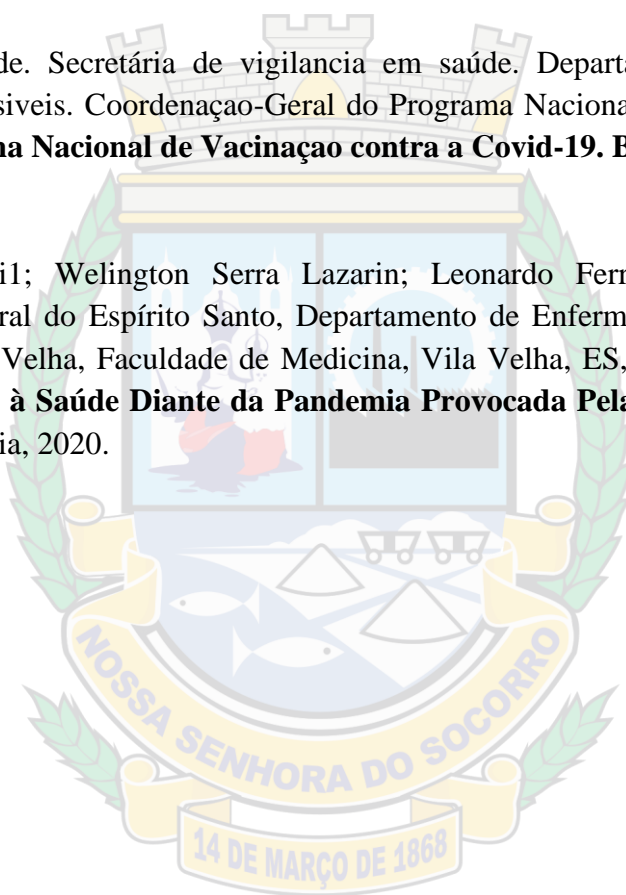 de. Secretária de vigilancia em saúde. Departa
siveis. Coordenaçao-Geral do Programa Naciona
na Nacional de Vacinaçao contra a Covid-19. B
i1; Welington Serra Lazarin; Leonardo Ferr
ral do Espírito Santo, Departamento de Enferm
Velha, Faculdade de Medicina, Vila Velha, ES,
à Saúde Diante da Pandemia Provocada Pela
ia, 2020.
NOSSA SENHORA DO SOCORRO
14 DE MARÇO DE 1868